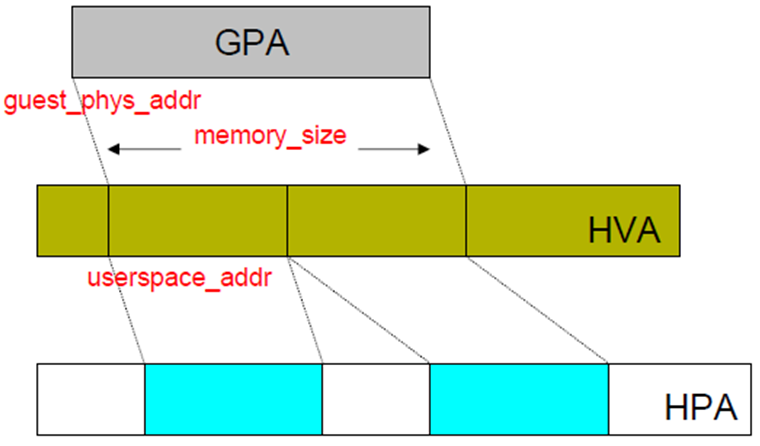 GPA
guest_phys_addr
memory_size
HVA
userspace_addr
HPA